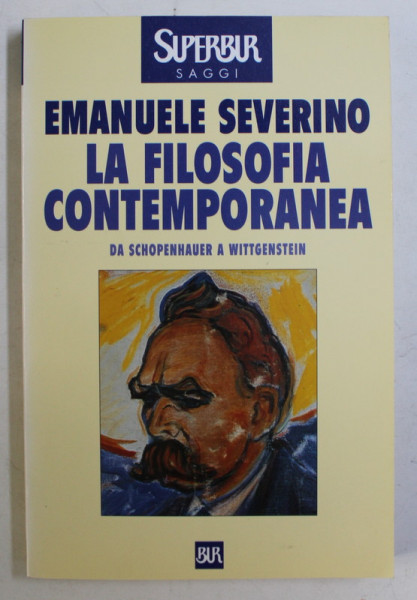 SUPERBUR
SAGGI
EMANUELE SEVERINO
LA FILOSOFIA
CONTEMPORANEA
DA SCHOPENHAUER A WITTGENSTEIN
BUR